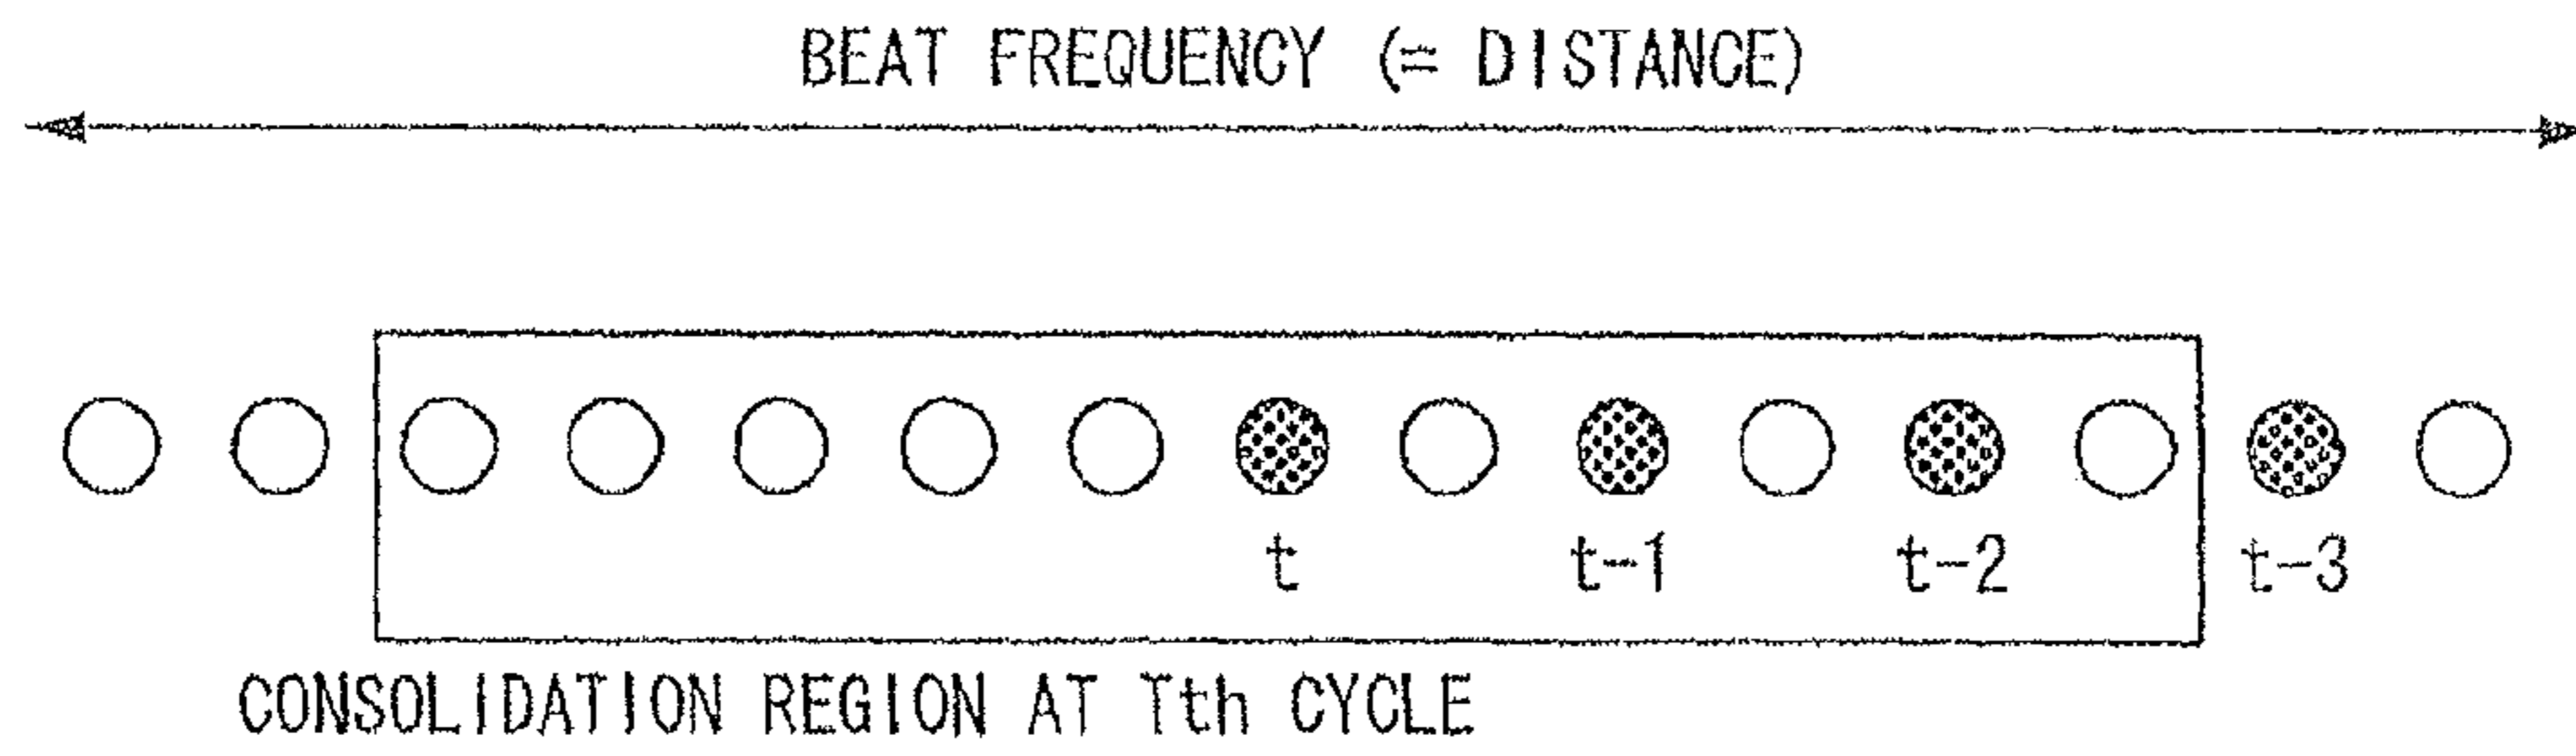 BEAT FREQUENCY (= DISTANCE)
t t-1 t-2 t-3
CONSOLIDATION REGION AT Tth CYCLE